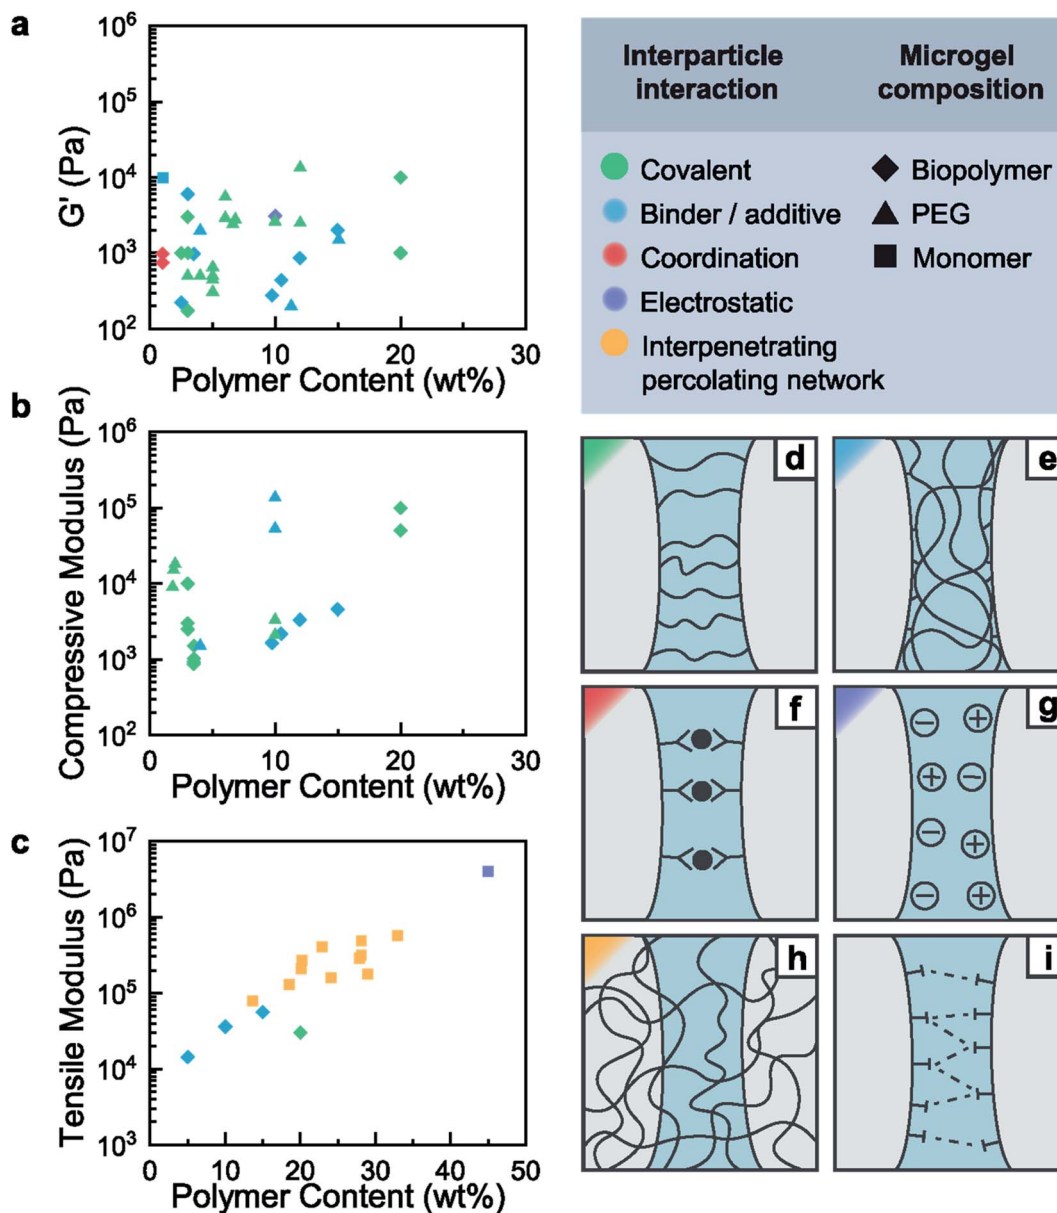 a
10⁶
10⁵
10⁴
10³
10²
G' (Pa)
0 10 20 30
Polymer Content (wt%)
Interparticle
interaction
Microgel
composition
Covalent
Binder / additive
Coordination
Electrostatic
Interpenetrating
percolating network
Biopolymer
PEG
Monomer
b
10⁶
10⁵
10⁴
10³
10²
Compressive Modulus (Pa)
0 10 20 30
Polymer Content (wt%)
c
10⁷
10⁶
10⁵
10⁴
10³
Tensile Modulus (Pa)
0 10 20 30 40 50
Polymer Content (wt%)
d
e
f
g
− +
+ −
− +
− +
h
i